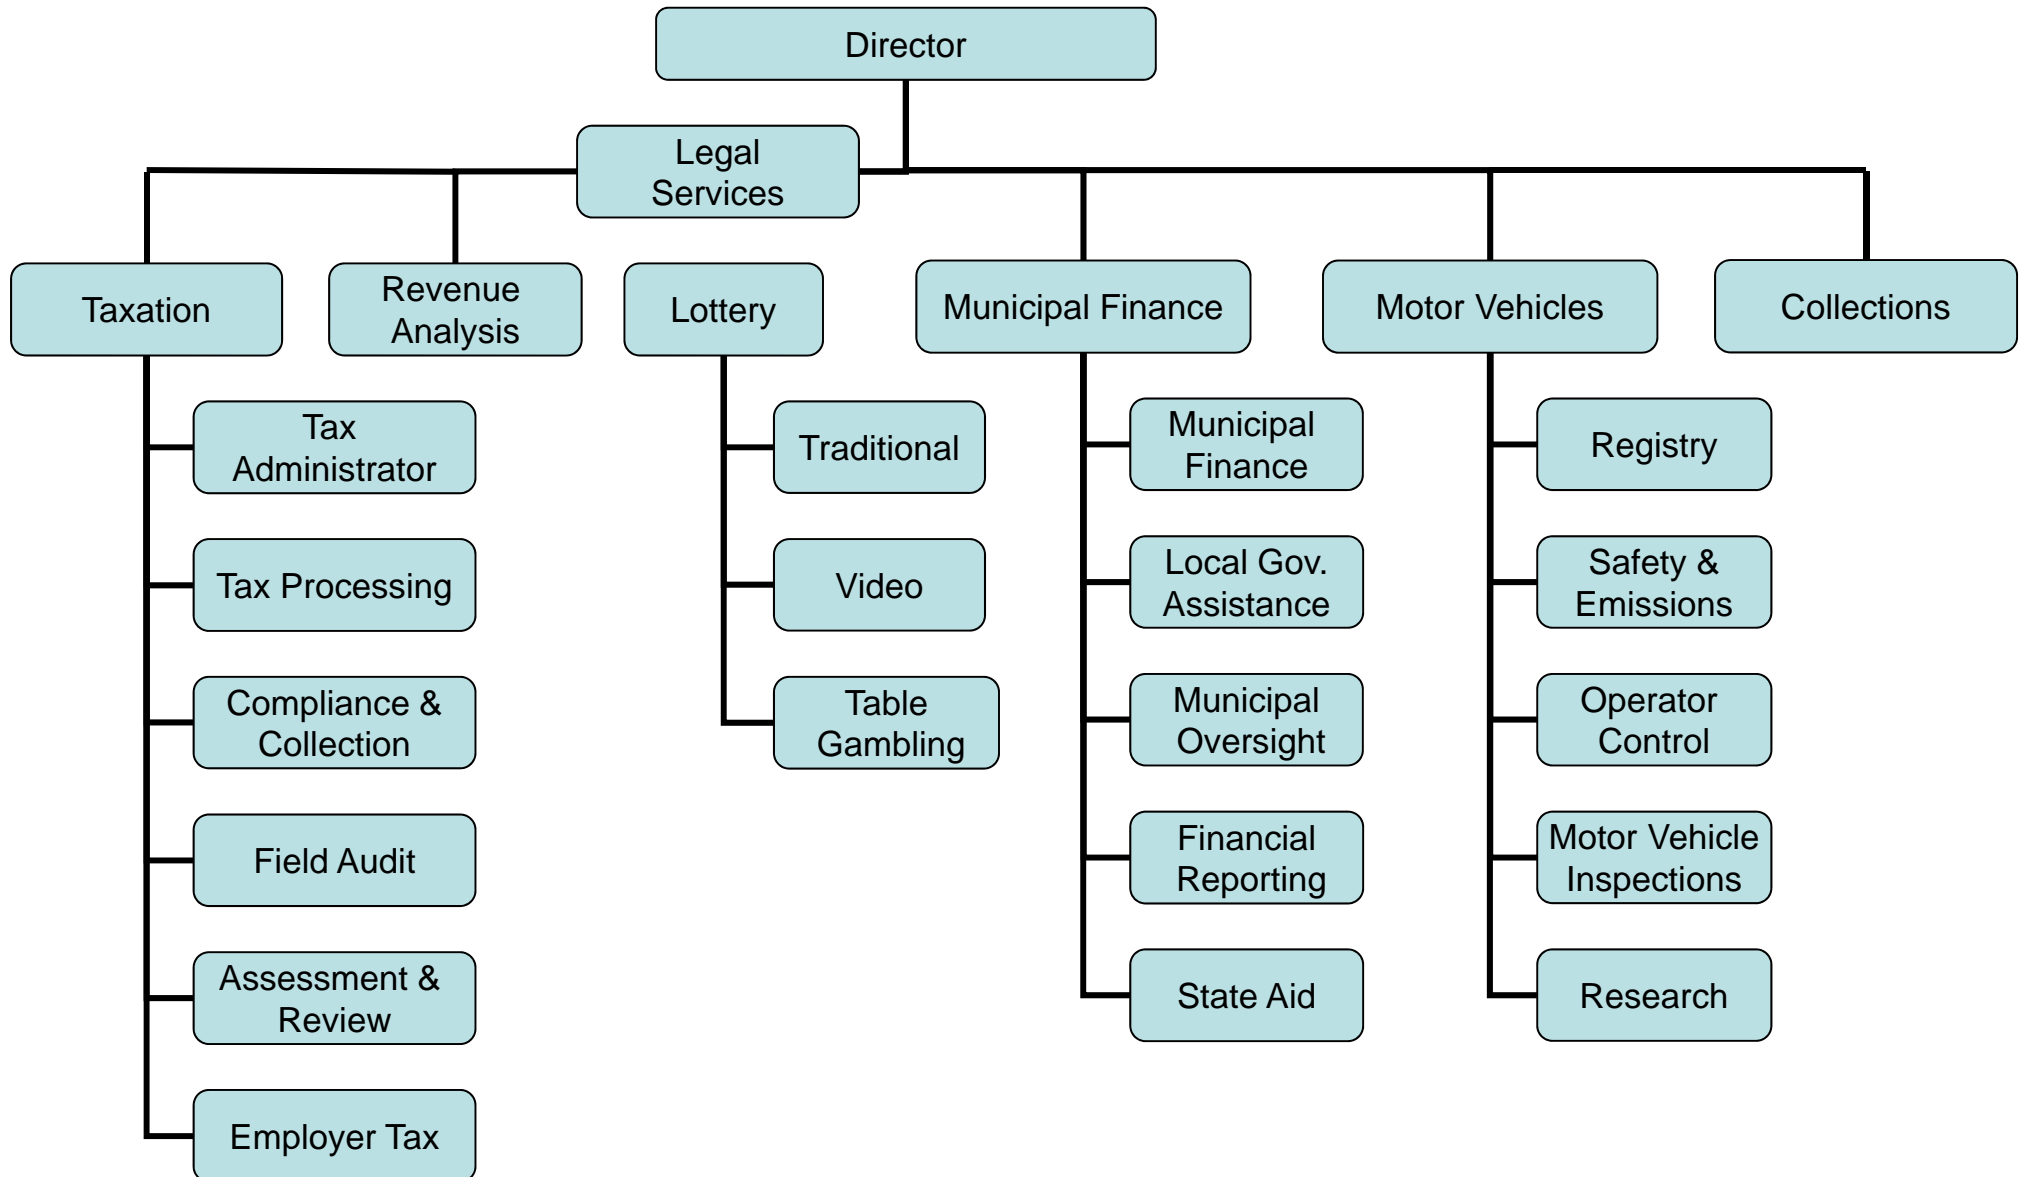 Director
Legal
Services
Taxation
Revenue
Analysis
Lottery
Municipal Finance
Motor Vehicles
Collections
Tax
Administrator
Tax Processing
Compliance &
Collection
Field Audit
Assessment &
Review
Employer Tax
Traditional
Video
Table
Gambling
Municipal
Finance
Local Gov.
Assistance
Municipal
Oversight
Financial
Reporting
State Aid
Registry
Safety &
Emissions
Operator
Control
Motor Vehicle
Inspections
Research